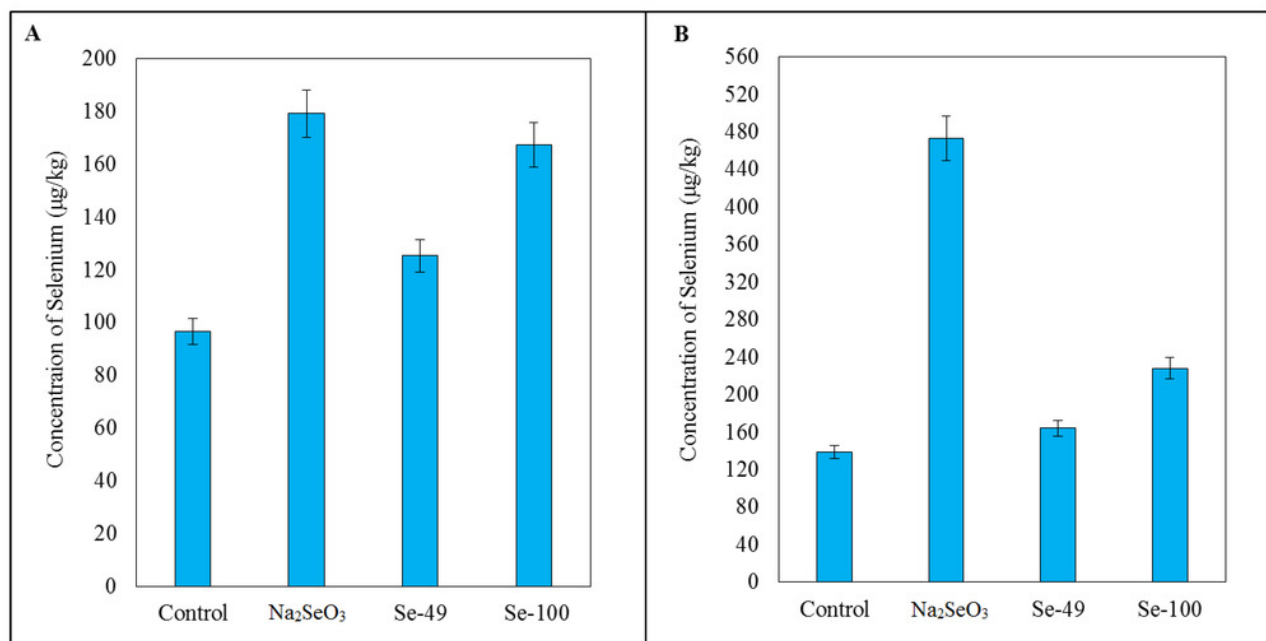 A
Concentraion of Selenium (μg/kg)
200
180
160
140
120
100
80
60
40
20
0
Control
Na₂SeO₃
Se-49
Se-100
B
Concentration of Selenium (μg/kg)
560
520
480
440
400
360
320
280
240
200
160
120
80
40
0
Control
Na₂SeO₃
Se-49
Se-100